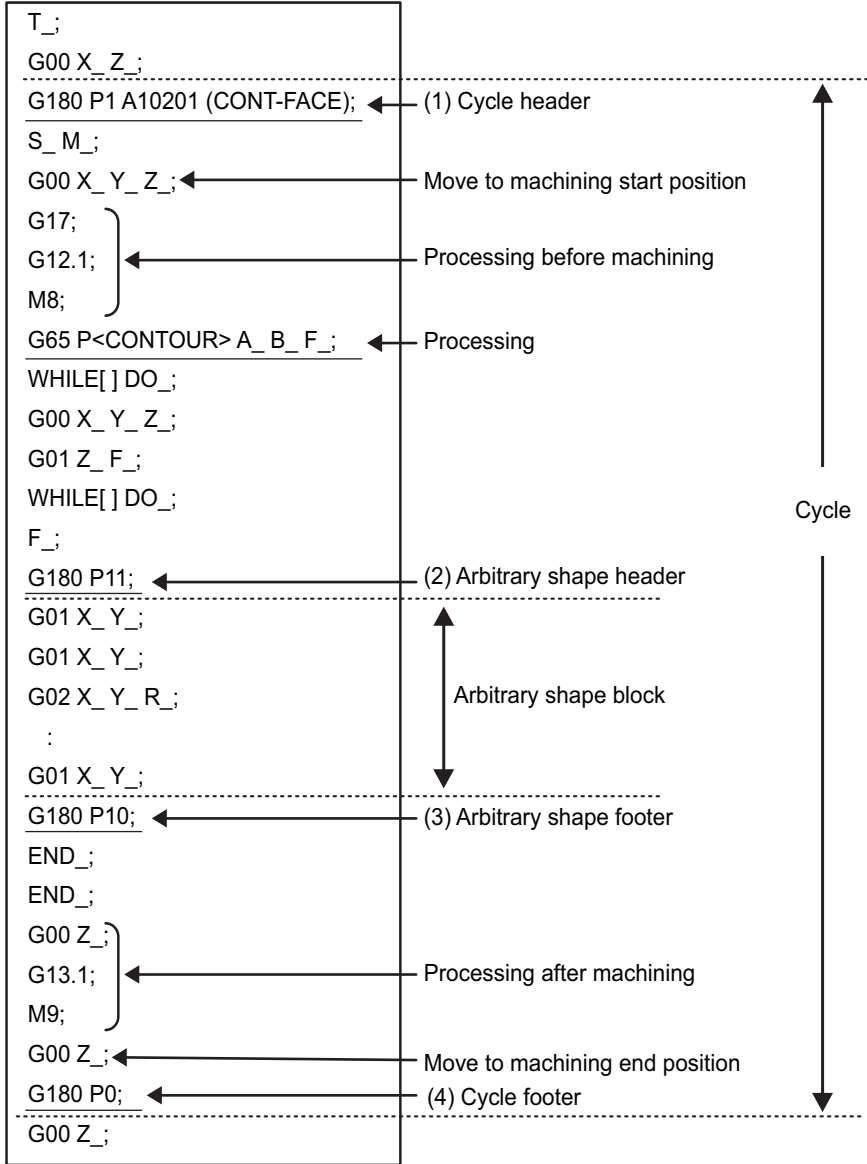 T_;
G00 X_ Z_;
G180 P1 A10201 (CONT-FACE); (1) Cycle header
S_ M_;
G00 X_ Y_ Z_; Move to machining start position
G17;
G12.1; Processing before machining
M8;
G65 P<CONTOUR> A_ B_ F_; Processing
WHILE[ ] DO_;
G00 X_ Y_ Z_;
G01 Z_ F_;
WHILE[ ] DO_;
Cycle
F_;
G180 P11; (2) Arbitrary shape header
G01 X_ Y_;
G01 X_ Y_;
G02 X_ Y_ R_; Arbitrary shape block
:
G01 X_ Y_;
G180 P10; (3) Arbitrary shape footer
END_;
END_;
G00 Z_;
G13.1; Processing after machining
M9;
G00 Z_; Move to machining end position
G180 P0; (4) Cycle footer
G00 Z_;